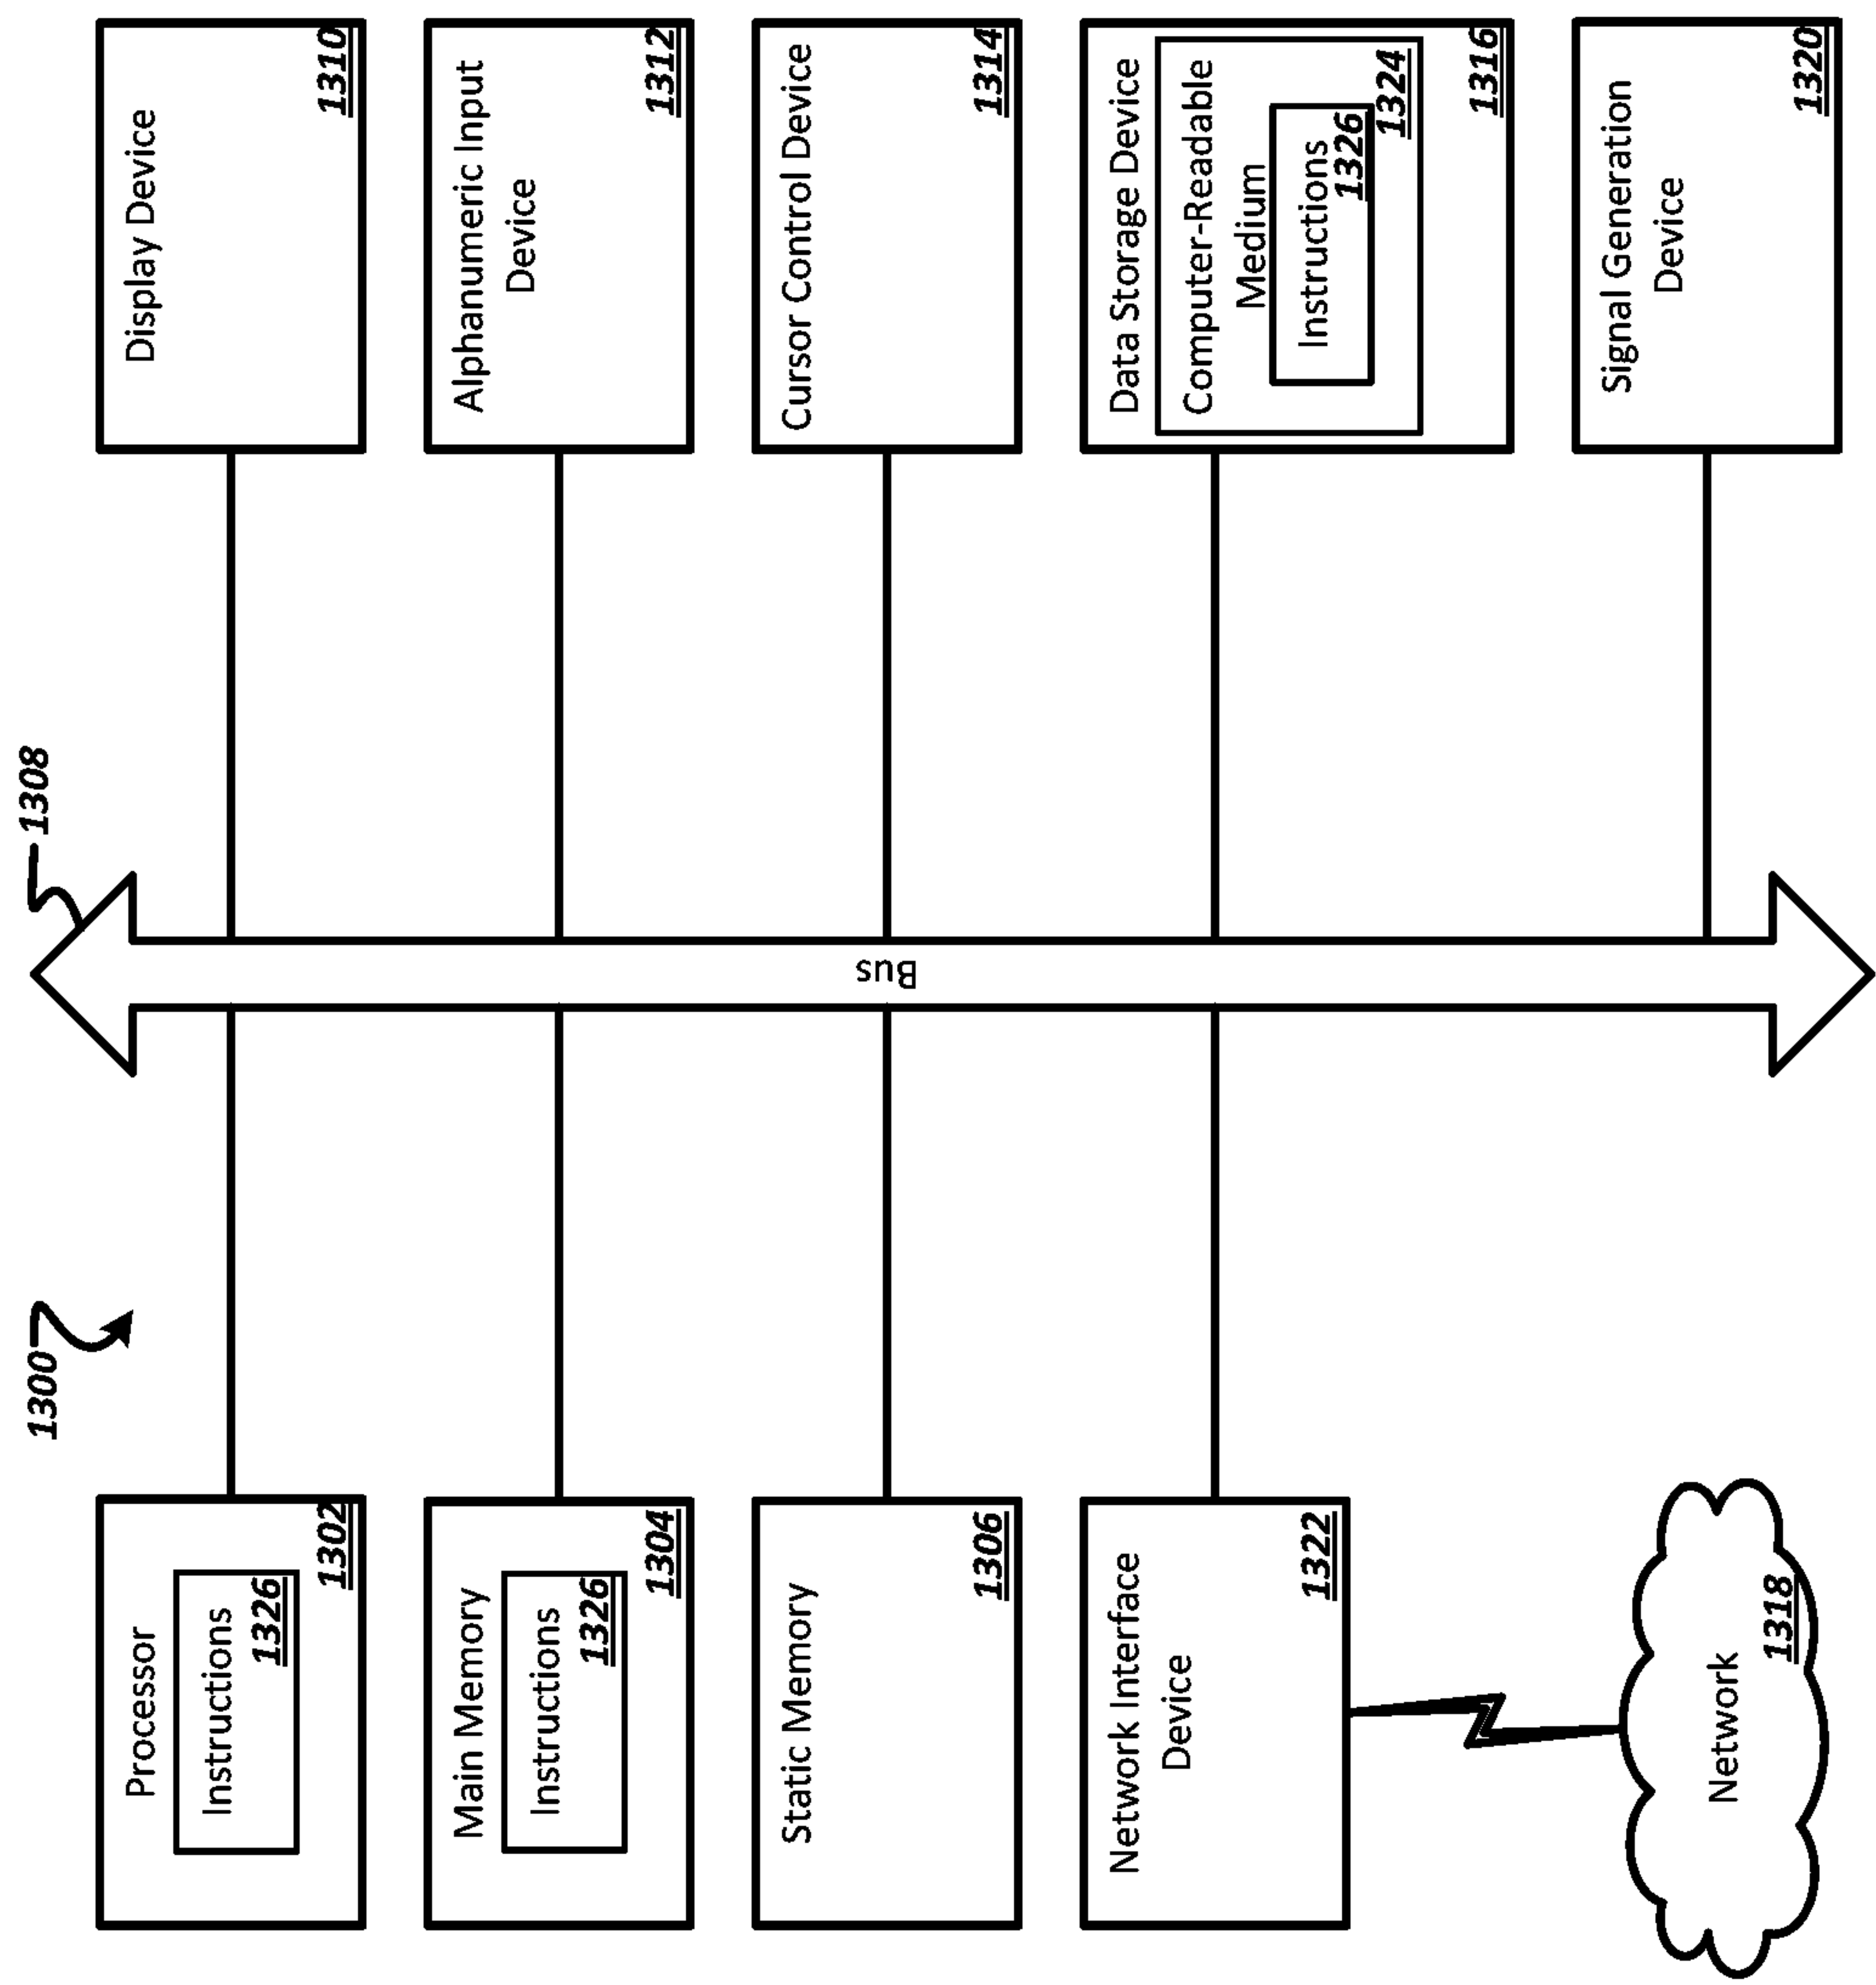 1300
1308
Processor
Instructions
1326
1302
Main Memory
Instructions
1326
1304
Static Memory
1306
Network Interface
Device
1322
Network
1318
Bus
Display Device
1310
Alphanumeric Input
Device
1312
Cursor Control Device
1314
Data Storage Device
Computer-Readable
Medium
Instructions
1326
1324
1316
Signal Generation
Device
1320